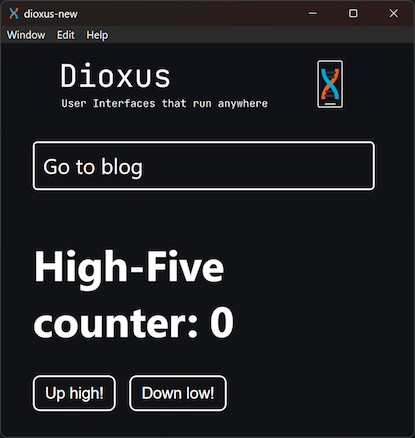 dioxus-new
Window Edit Help
Dioxus
User Interfaces that run anywhere
Go to blog
High-Five
counter: 0
Up high! Down low!